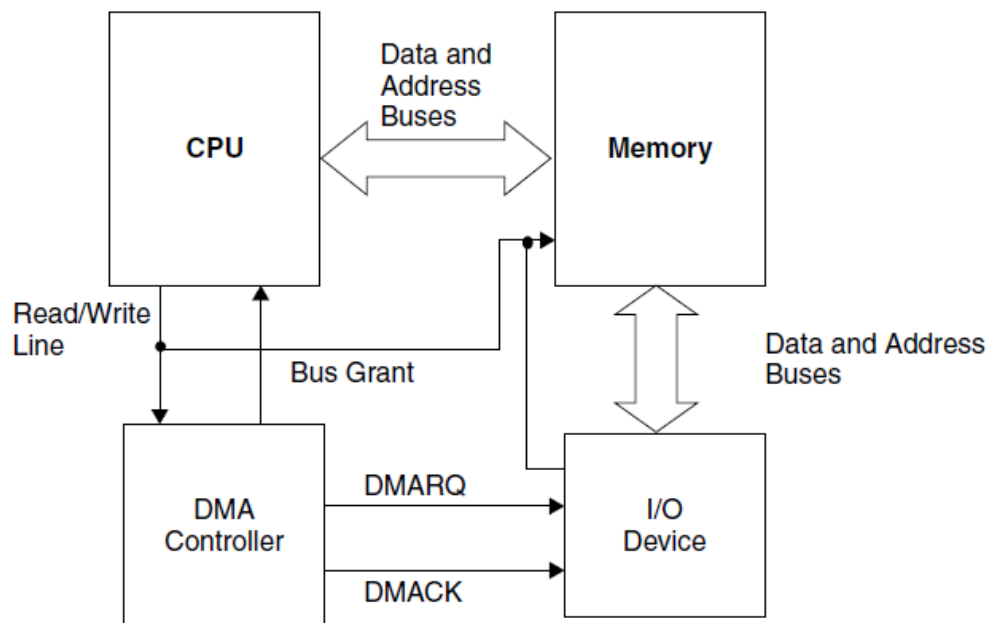 Data and
Address
Buses
CPU
Memory
Read/Write
Line
Bus Grant
Data and Address
Buses
DMARQ
DMA
Controller
I/O
Device
DMACK